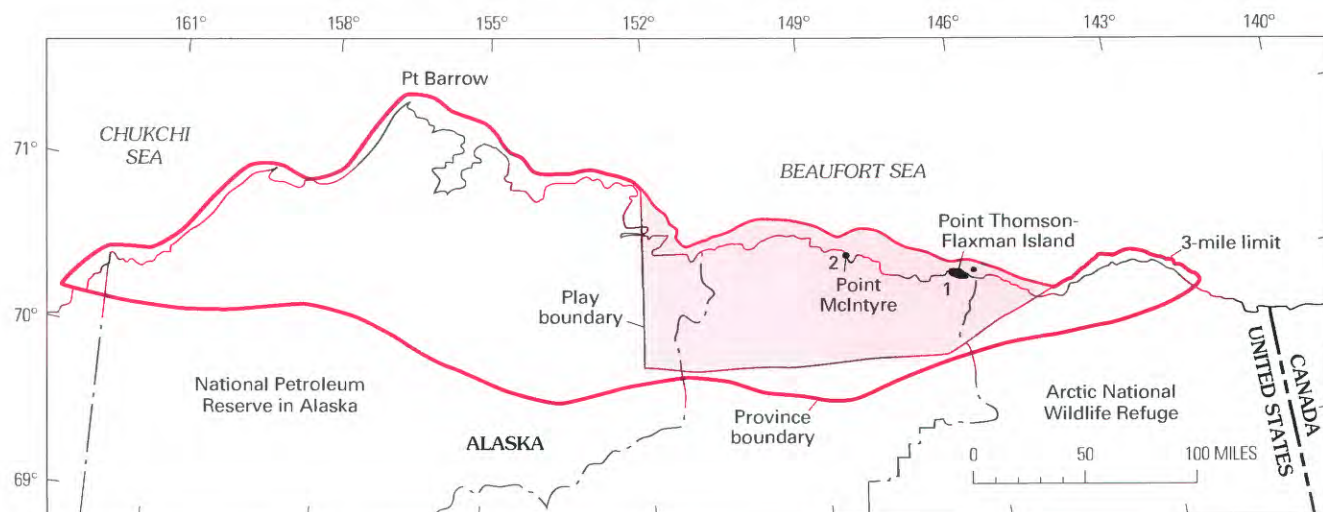 161° 158° 155° 152° 149° 146° 143° 140°
Pt Barrow
CHUKCHI
SEA
71°
BEAUFORT SEA
Point Thomson-
Flaxman Island
3-mile limit
2
1
Point
McIntyre
Play
boundary
70°
National Petroleum
Reserve in Alaska
Province
boundary
Arctic National
Wildlife Refuge
ALASKA
CANADA
UNITED STATES
0 50 100 MILES
69°